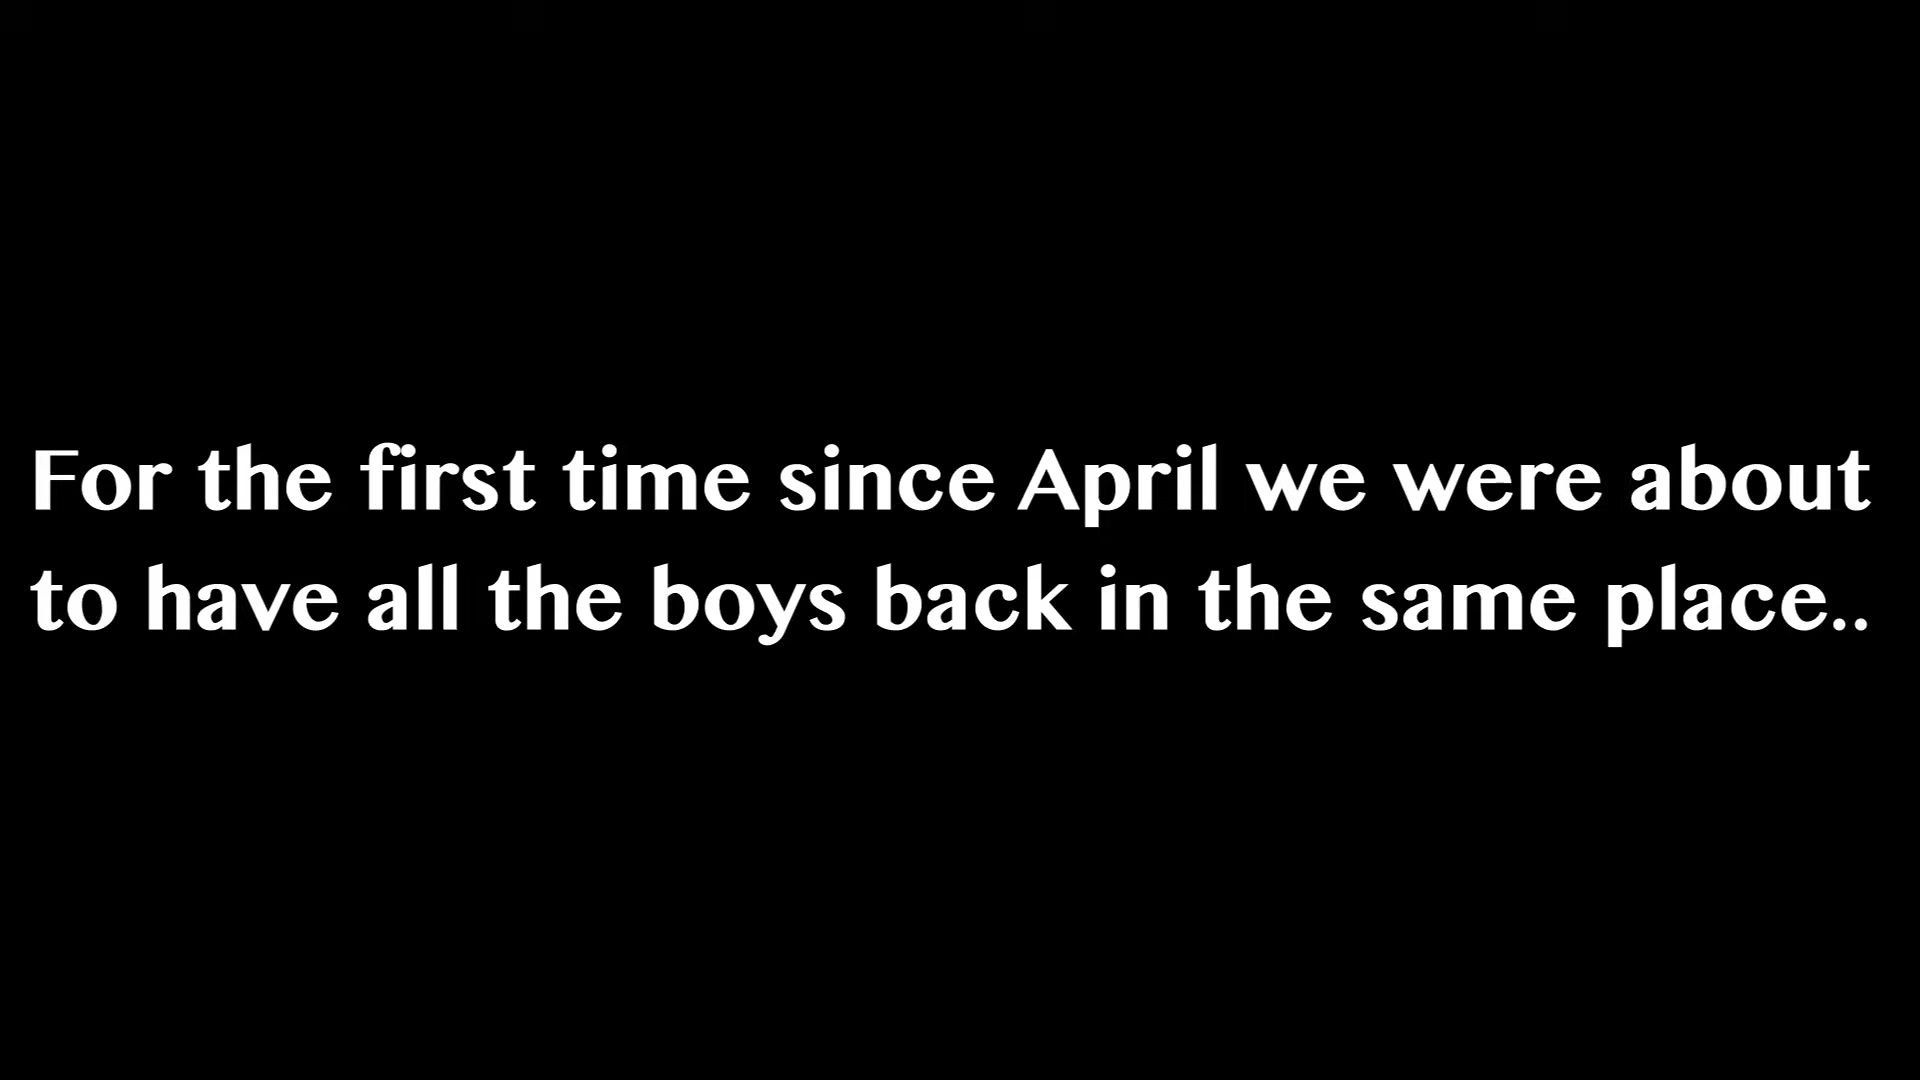 For the first time since April we were about
to have all the boys back in the same place..